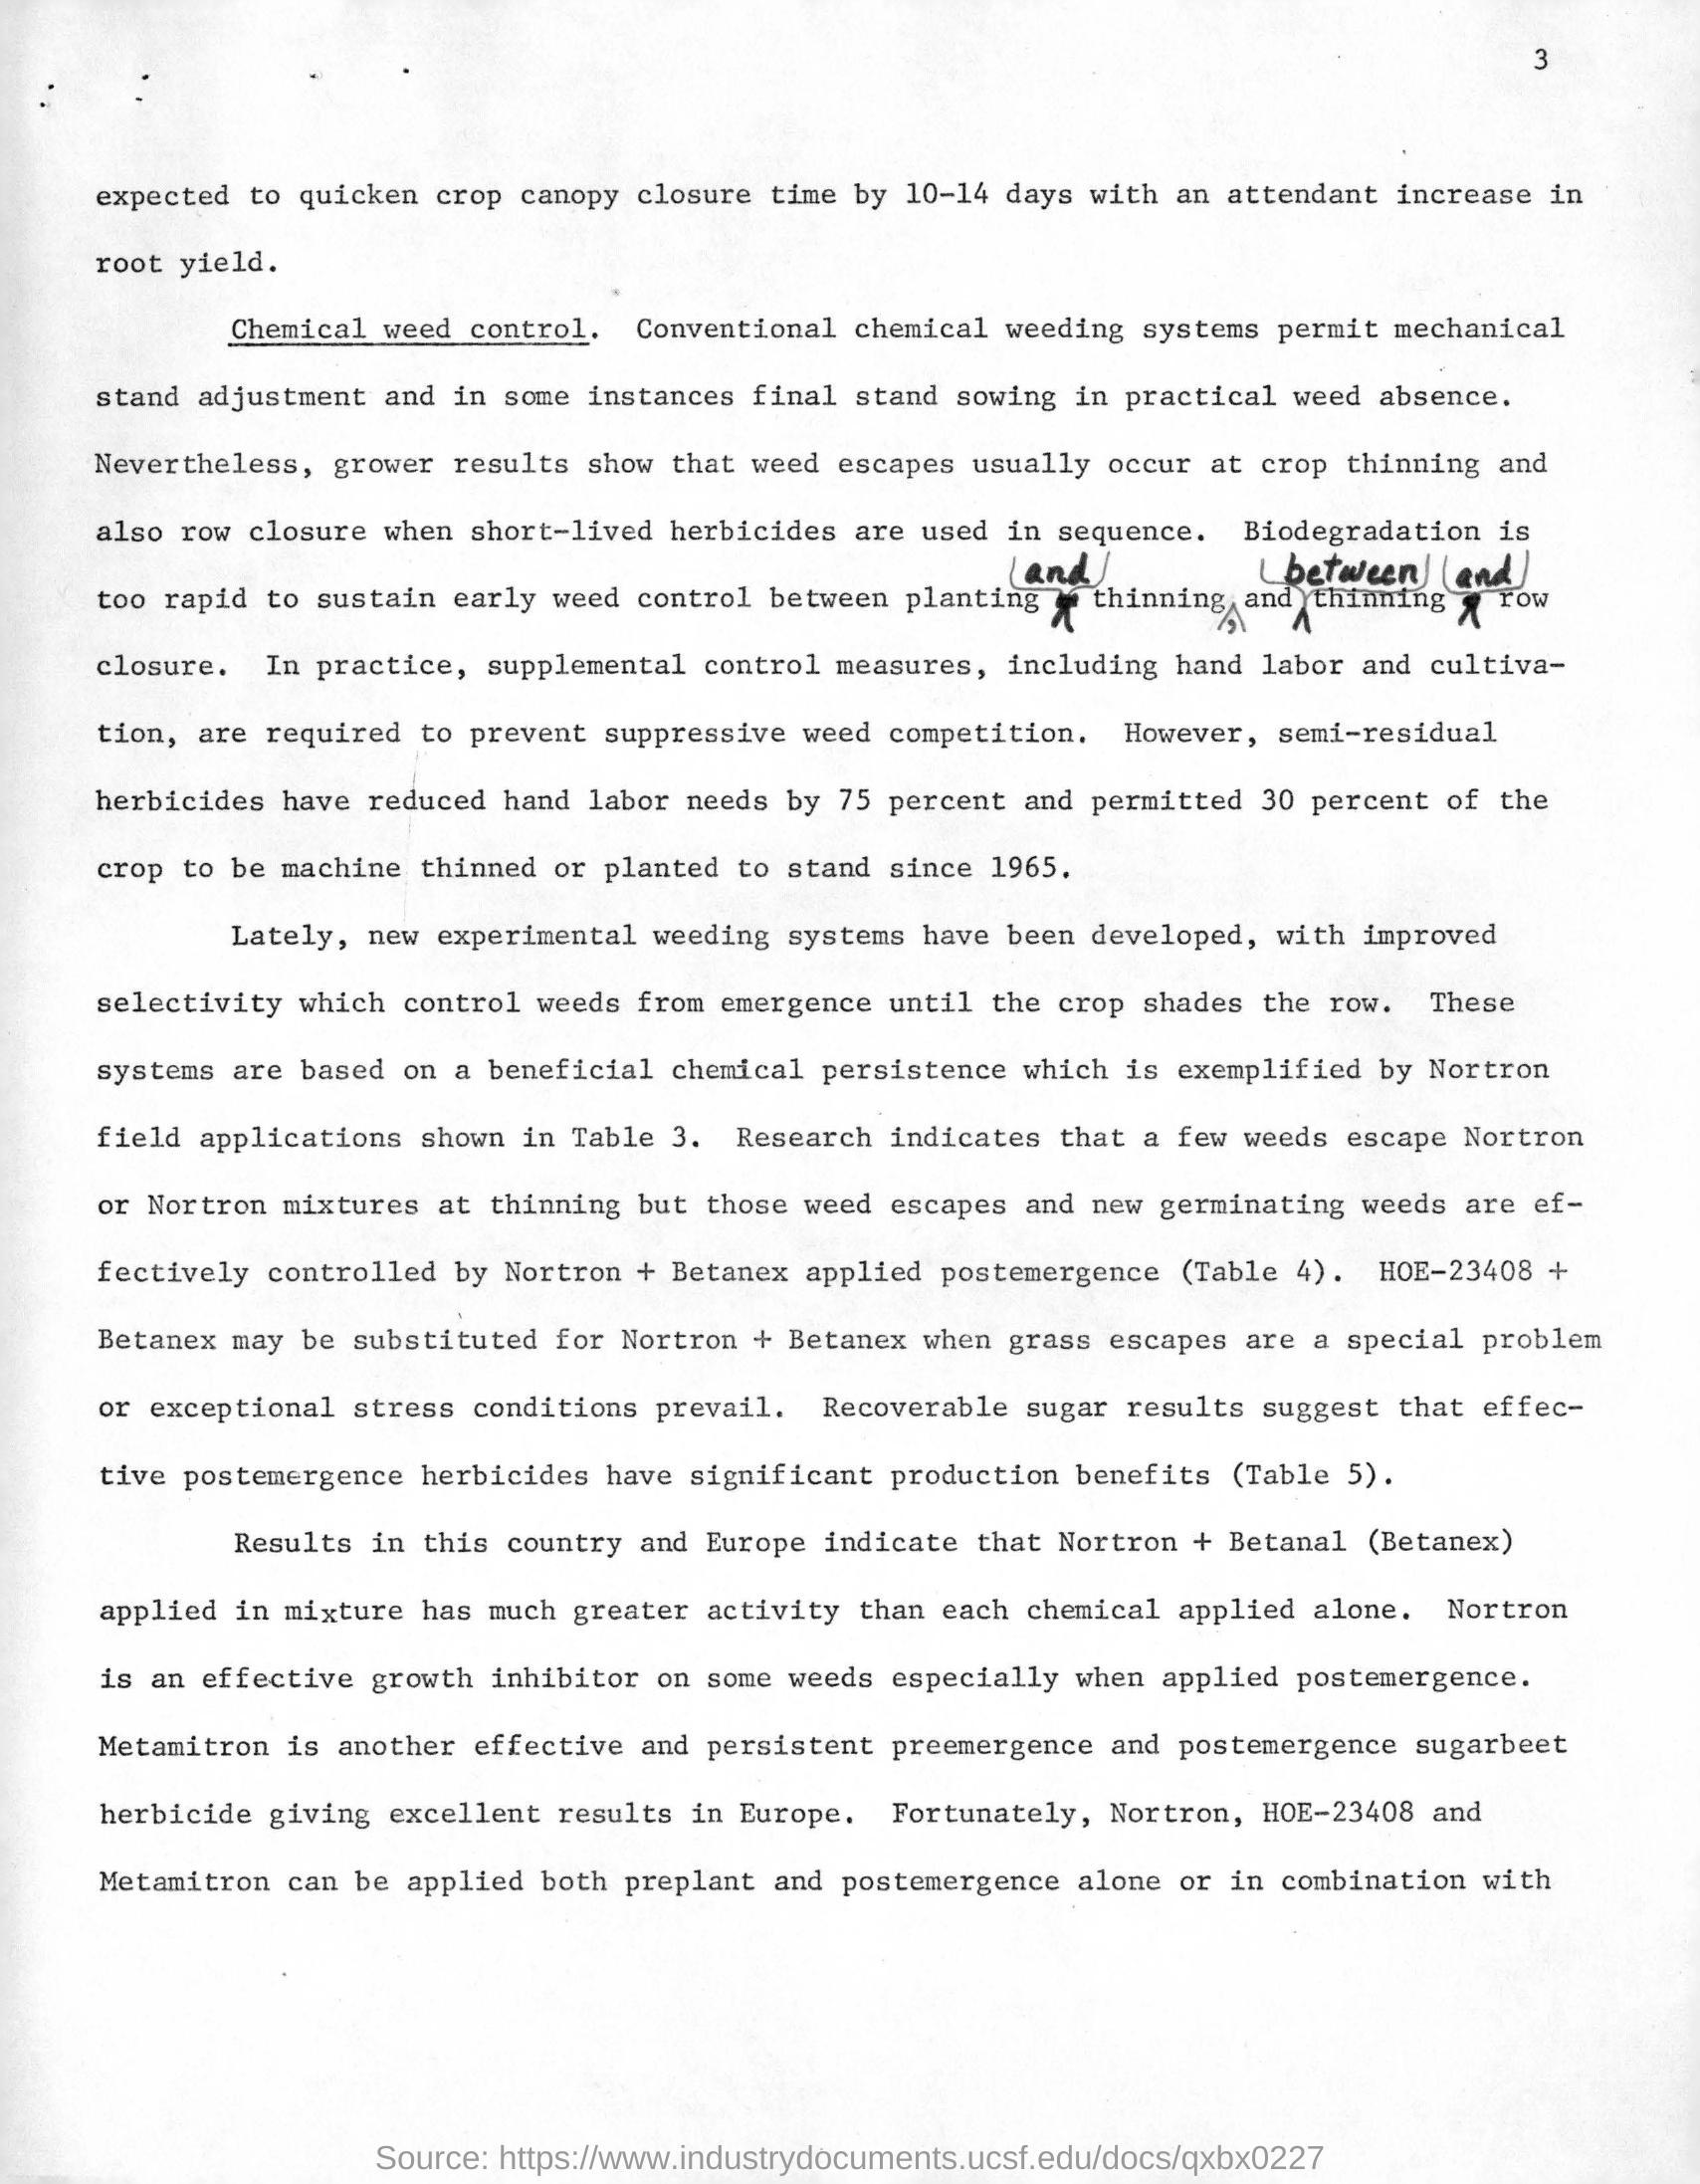 3
expected to quicken crop canopy closure time by 10-14 days with an attendant increase in
root yield.
Chemical weed control. Conventional chemical weeding systems permit mechanical
stand adjustment and in some instances final stand sowing in practical weed absence.
Nevertheless, grower results show that weed escapes usually occur at crop thinning and
also row closure when short-lived herbicides are used in sequence. Biodegradation is
too rapid to sustain early weed control between planting and thinning, and between thinning and row
closure. In practice, supplemental control measures, including hand labor and cultiva-
tion, are required to prevent suppressive weed competition. However, semi-residual
herbicides have reduced hand labor needs by 75 percent and permitted 30 percent of the
crop to be machine thinned or planted to stand since 1965.
Lately, new experimental weeding systems have been developed, with improved
selectivity which control weeds from emergence until the crop shades the row. These
systems are based on a beneficial chemical persistence which is exemplified by Nortron
field applications shown in Table 3. Research indicates that a few weeds escape Nortron
or Nortron mixtures at thinning but those weed escapes and new germinating weeds are ef-
fectively controlled by Nortron + Betanex applied postemergence (Table 4). HOE-23408 +
Betanex may be substituted for Nortron + Betanex when grass escapes are a special problem
or exceptional stress conditions prevail. Recoverable sugar results suggest that effec-
tive postemergence herbicides have significant production benefits (Table 5).
Results in this country and Europe indicate that Nortron + Betanal (Betanex)
applied in mixture has much greater activity than each chemical applied alone. Nortron
is an effective growth inhibitor on some weeds especially when applied postemergence.
Metamitron is another effective and persistent preemergence and postemergence sugarbeet
herbicide giving excellent results in Europe. Fortunately, Nortron, HOE-23408 and
Metamitron can be applied both preplant and postemergence alone or in combination with
Source: https://www.industrydocuments.ucsf.edu/docs/qxbx0227